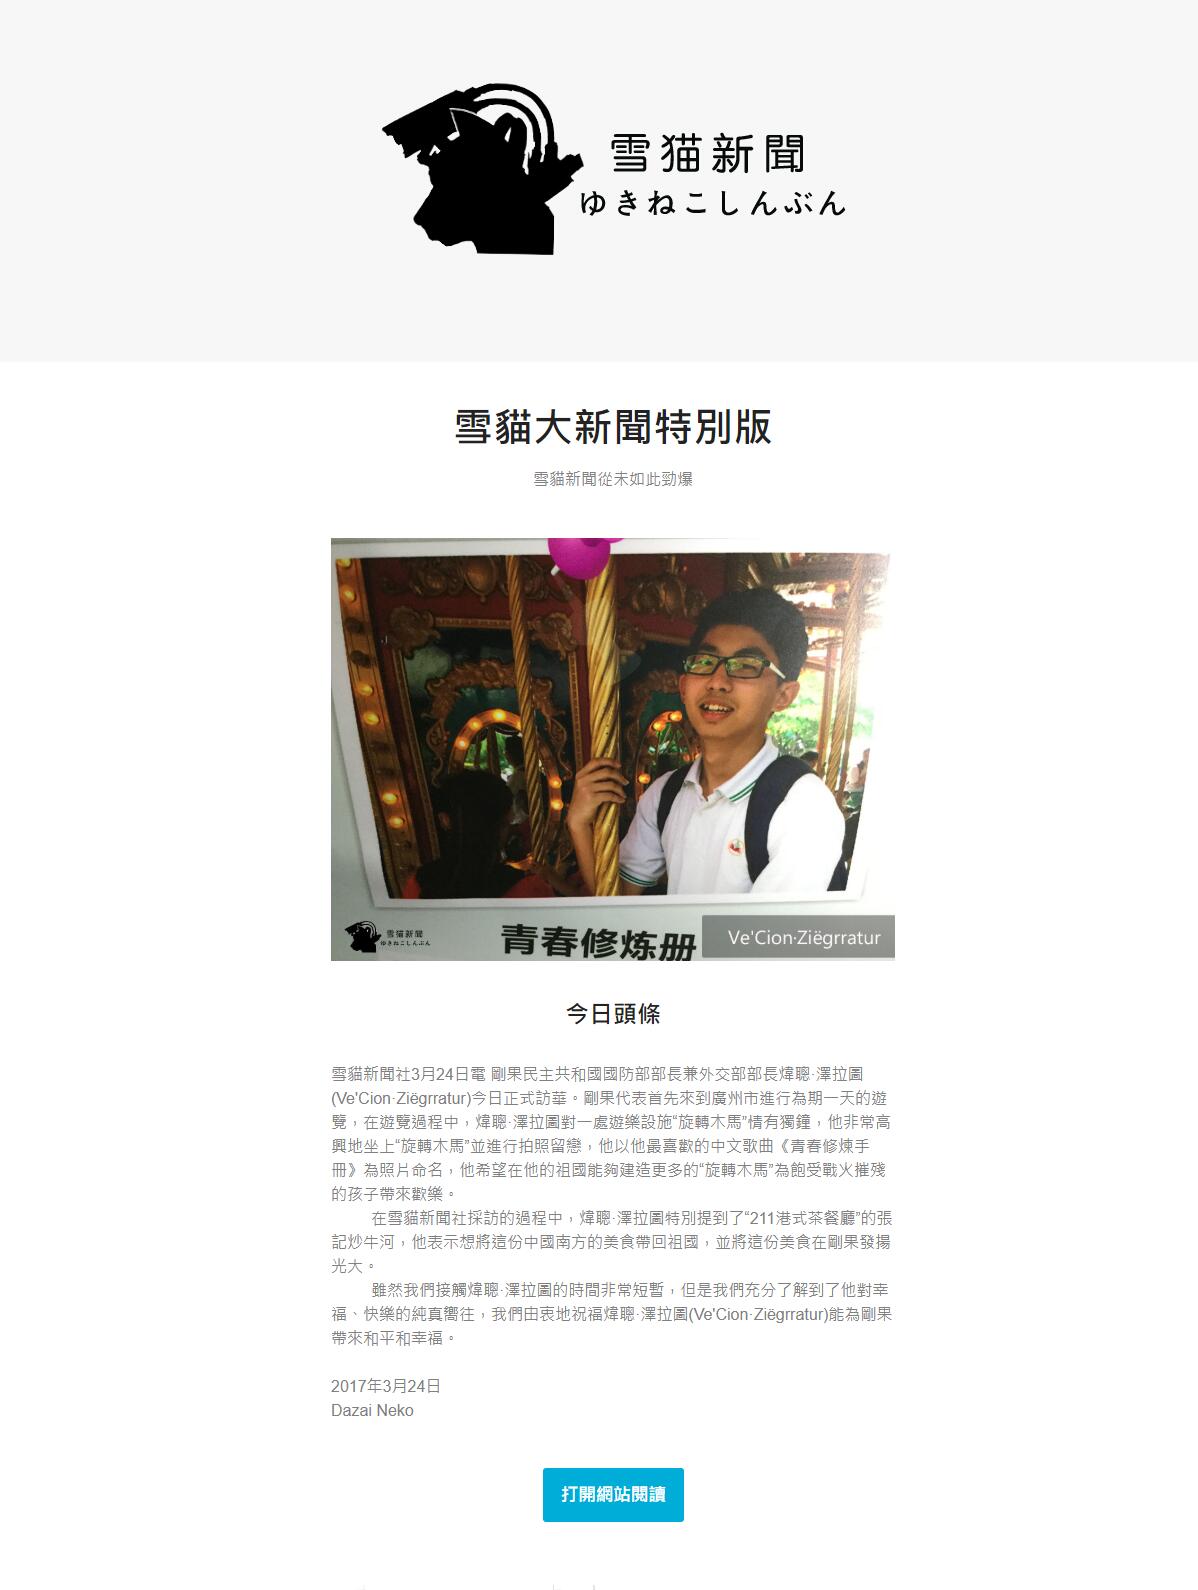 雪猫新聞
ゆきねこしんぶん
雪貓大新聞特別版
雪貓新聞從未如此勁爆
雪猫新聞
ゆきねこしんぶん
青春修炼册
Ve'Cion·Ziëgrratur
今日頭條
雪貓新聞社3月24日電 剛果民主共和國國防部部長兼外交部部長煒聰·澤拉圖
(Ve'Cion·Ziëgrratur)今日正式訪華。剛果代表首先來到廣州市進行為期一天的遊
覽，在遊覽過程中，煒聰·澤拉圖對一處遊樂設施“旋轉木馬”情有獨鐘，他非常高
興地坐上“旋轉木馬”並進行拍照留戀，他以他最喜歡的中文歌曲《青春修煉手
冊》為照片命名，他希望在他的祖國能夠建造更多的“旋轉木馬”為飽受戰火摧殘
的孩子帶來歡樂。
在雪貓新聞社採訪的過程中，煒聰·澤拉圖特別提到了“211港式茶餐廳”的張
記炒牛河，他表示想將這份中國南方的美食帶回祖國，並將這份美食在剛果發揚
光大。
雖然我們接觸煒聰·澤拉圖的時間非常短暫，但是我們充分了解到了他對幸
福、快樂的純真嚮往，我們由衷地祝福煒聰·澤拉圖(Ve'Cion·Ziëgrratur)能為剛果
帶來和平和幸福。
2017年3月24日
Dazai Neko
打開網站閱讀